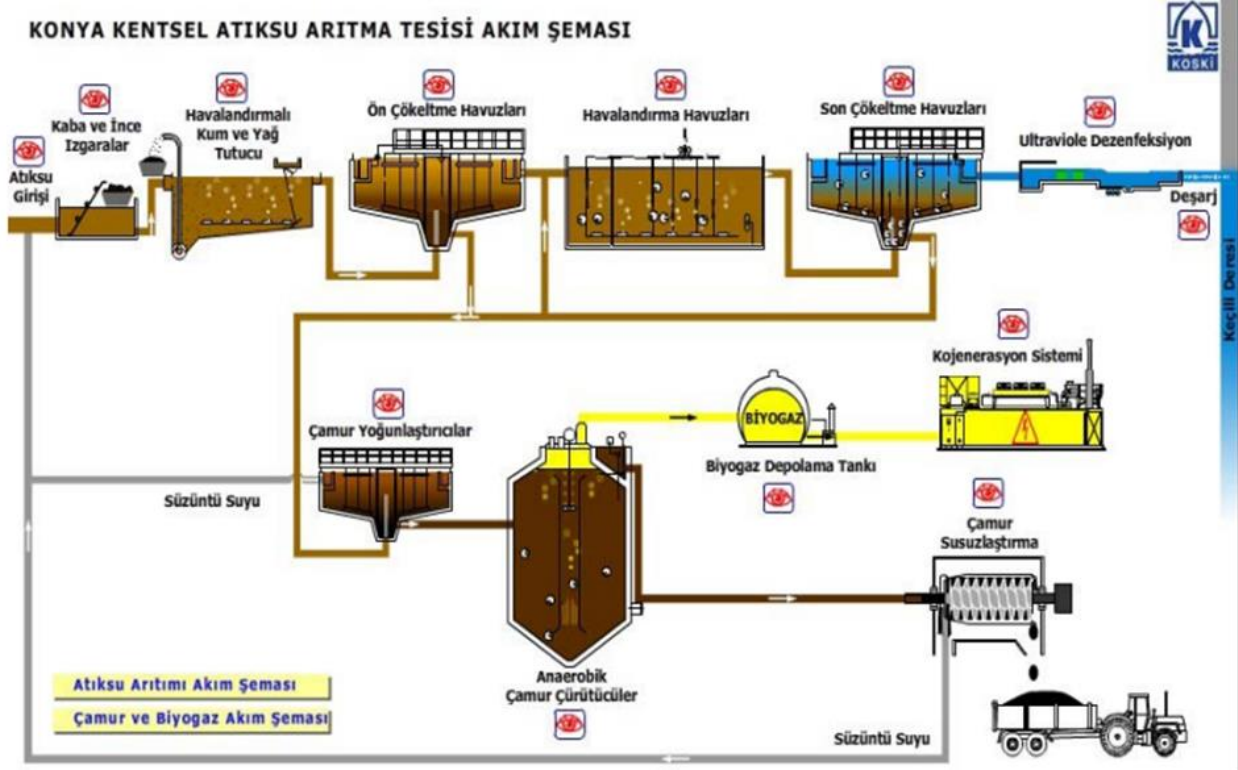 KONYA KENTSEL ATIKSU ARITMA TESİSİ AKIM ŞEMASI
K
KOSKİ
Atıksu
Girişi
Kaba ve İnce
Izgaralar
Havalandırmalı
Kum ve Yağ
Tutucu
Ön Çökeltme Havuzları
Havalandırma Havuzları
Son Çökeltme Havuzları
Ultraviole Dezenfeksiyon
Deşarj
Keçili Deresi
Kojenerasyon Sistemi
BİYOGAZ
Biyogaz Depolama Tankı
Çamur Yoğunlaştırıcılar
Süzüntü Suyu
Çamur
Susuzlaştırma
Anaerobik
Çamur Çürütücüler
Atıksu Arıtımı Akım Şeması
Çamur ve Biyogaz Akım Şeması
Süzüntü Suyu